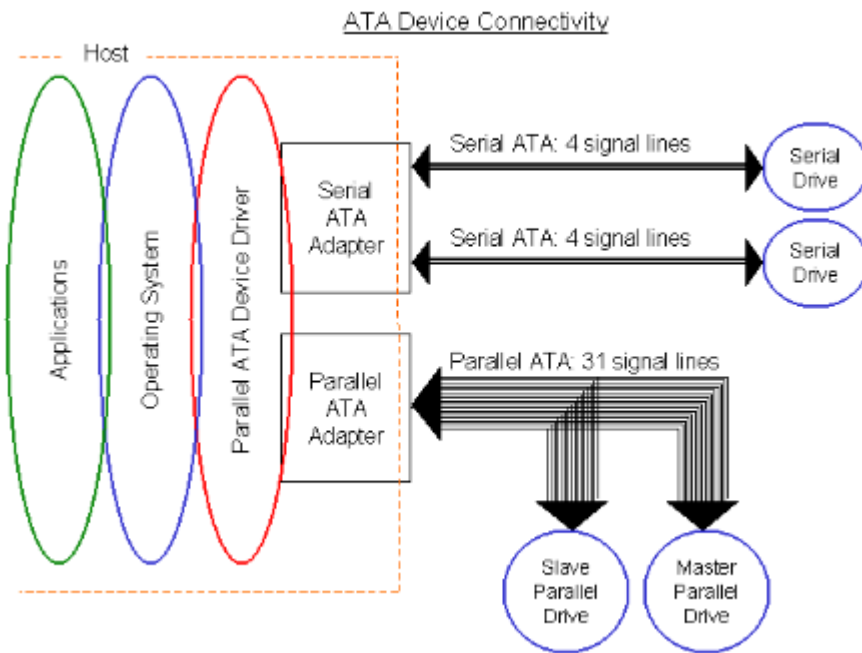 ATA Device Connectivity
Host
Applications
Operating System
Parallel ATA Device Driver
Serial
ATA
Adapter
Serial ATA: 4 signal lines
Serial
Drive
Serial ATA: 4 signal lines
Serial
Drive
Parallel
ATA
Adapter
Parallel ATA: 31 signal lines
Slave
Parallel
Drive
Master
Parallel
Drive